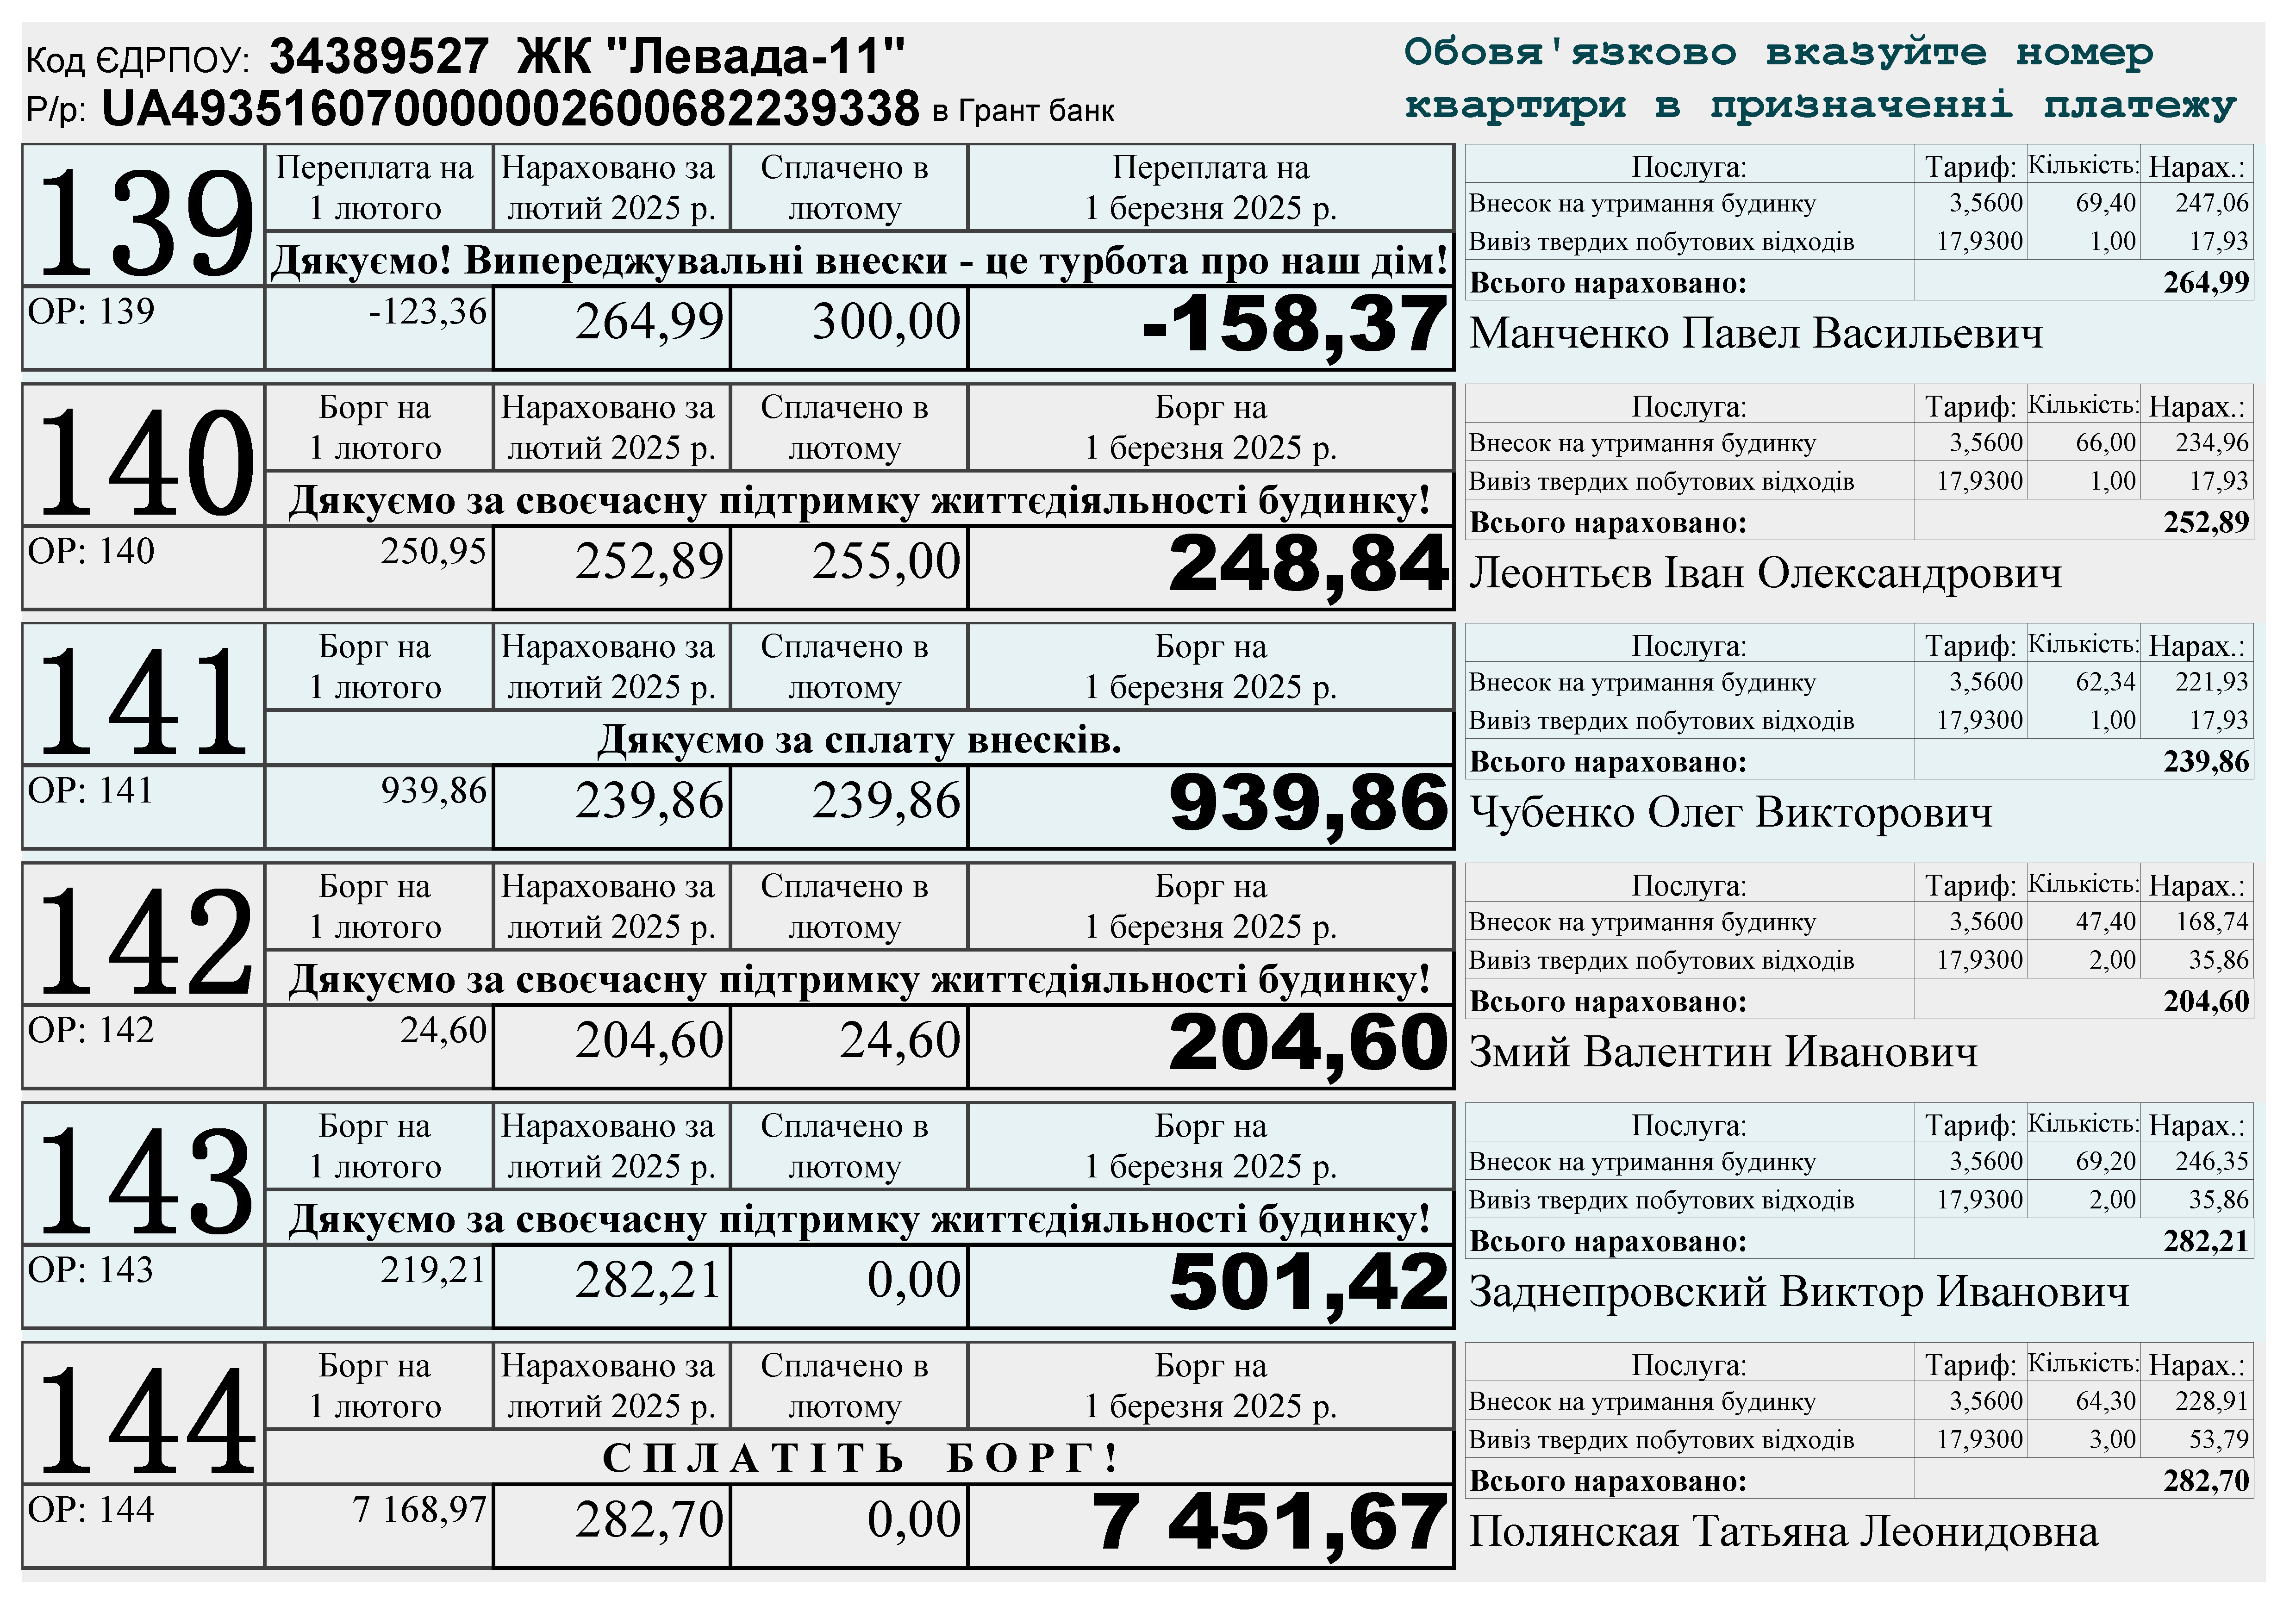 Код ЄДРПОУ: 34389527 ЖК "Левада-11"
Р/р: UA493516070000002600682239338 в Грант банк
Обовя'язково вказуйте номер
квартири в призначенні платежу
139
Переплата на 1 лютого Нараховано за лютий 2025 р. Сплачено в лютому Переплата на 1 березня 2025 р.
Дякуємо! Випереджувальні внески - це турбота про наш дім!
ОР: 139 -123,36 264,99 300,00 -158,37
Послуга: Тариф: Кількість: Нарах.:
Внесок на утримання будинку 3,5600 69,40 247,06
Вивіз твердих побутових відходів 17,9300 1,00 17,93
Всього нараховано: 264,99
Манченко Павел Васильевич
140
Борг на 1 лютого Нараховано за лютий 2025 р. Сплачено в лютому Борг на 1 березня 2025 р.
Дякуємо за своєчасну підтримку життєдіяльності будинку!
ОР: 140 250,95 252,89 255,00 248,84
Послуга: Тариф: Кількість: Нарах.:
Внесок на утримання будинку 3,5600 66,00 234,96
Вивіз твердих побутових відходів 17,9300 1,00 17,93
Всього нараховано: 252,89
Леонтьєв Іван Олександрович
141
Борг на 1 лютого Нараховано за лютий 2025 р. Сплачено в лютому Борг на 1 березня 2025 р.
Дякуємо за сплату внесків.
ОР: 141 939,86 239,86 239,86 939,86
Послуга: Тариф: Кількість: Нарах.:
Внесок на утримання будинку 3,5600 62,34 221,93
Вивіз твердих побутових відходів 17,9300 1,00 17,93
Всього нараховано: 239,86
Чубенко Олег Викторович
142
Борг на 1 лютого Нараховано за лютий 2025 р. Сплачено в лютому Борг на 1 березня 2025 р.
Дякуємо за своєчасну підтримку життєдіяльності будинку!
ОР: 142 24,60 204,60 24,60 204,60
Послуга: Тариф: Кількість: Нарах.:
Внесок на утримання будинку 3,5600 47,40 168,74
Вивіз твердих побутових відходів 17,9300 2,00 35,86
Всього нараховано: 204,60
Змий Валентин Иванович
143
Борг на 1 лютого Нараховано за лютий 2025 р. Сплачено в лютому Борг на 1 березня 2025 р.
Дякуємо за своєчасну підтримку життєдіяльності будинку!
ОР: 143 219,21 282,21 0,00 501,42
Послуга: Тариф: Кількість: Нарах.:
Внесок на утримання будинку 3,5600 69,20 246,35
Вивіз твердих побутових відходів 17,9300 2,00 35,86
Всього нараховано: 282,21
Заднепровский Виктор Иванович
144
Борг на 1 лютого Нараховано за лютий 2025 р. Сплачено в лютому Борг на 1 березня 2025 р.
С П Л А Т І Т Ь Б О Р Г !
ОР: 144 7 168,97 282,70 0,00 7 451,67
Послуга: Тариф: Кількість: Нарах.:
Внесок на утримання будинку 3,5600 64,30 228,91
Вивіз твердих побутових відходів 17,9300 3,00 53,79
Всього нараховано: 282,70
Полянская Татьяна Леонидовна